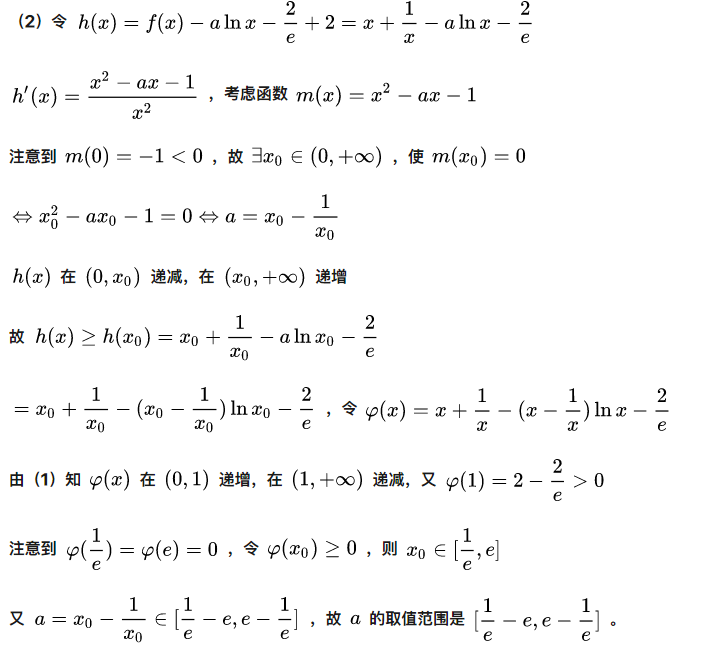 （2）令 h(x) = f(x) − a ln x − 2/e + 2 = x + 1/x − a ln x − 2/e
h′(x) = (x² − ax − 1)/x² ，考虑函数 m(x) = x² − ax − 1
注意到 m(0) = −1 < 0 ，故 ∃x₀ ∈ (0, +∞) ，使 m(x₀) = 0
⇔ x₀² − ax₀ − 1 = 0 ⇔ a = x₀ − 1/x₀
h(x) 在 (0, x₀) 递减，在 (x₀, +∞) 递增
故 h(x) ≥ h(x₀) = x₀ + 1/x₀ − a ln x₀ − 2/e
= x₀ + 1/x₀ − (x₀ − 1/x₀) ln x₀ − 2/e ，令 φ(x) = x + 1/x − (x − 1/x) ln x − 2/e
由（1）知 φ(x) 在 (0, 1) 递增，在 (1, +∞) 递减，又 φ(1) = 2 − 2/e > 0
注意到 φ(1/e) = φ(e) = 0 ，令 φ(x₀) ≥ 0 ，则 x₀ ∈ [1/e, e]
又 a = x₀ − 1/x₀ ∈ [1/e − e, e − 1/e] ，故 a 的取值范围是 [1/e − e, e − 1/e] 。